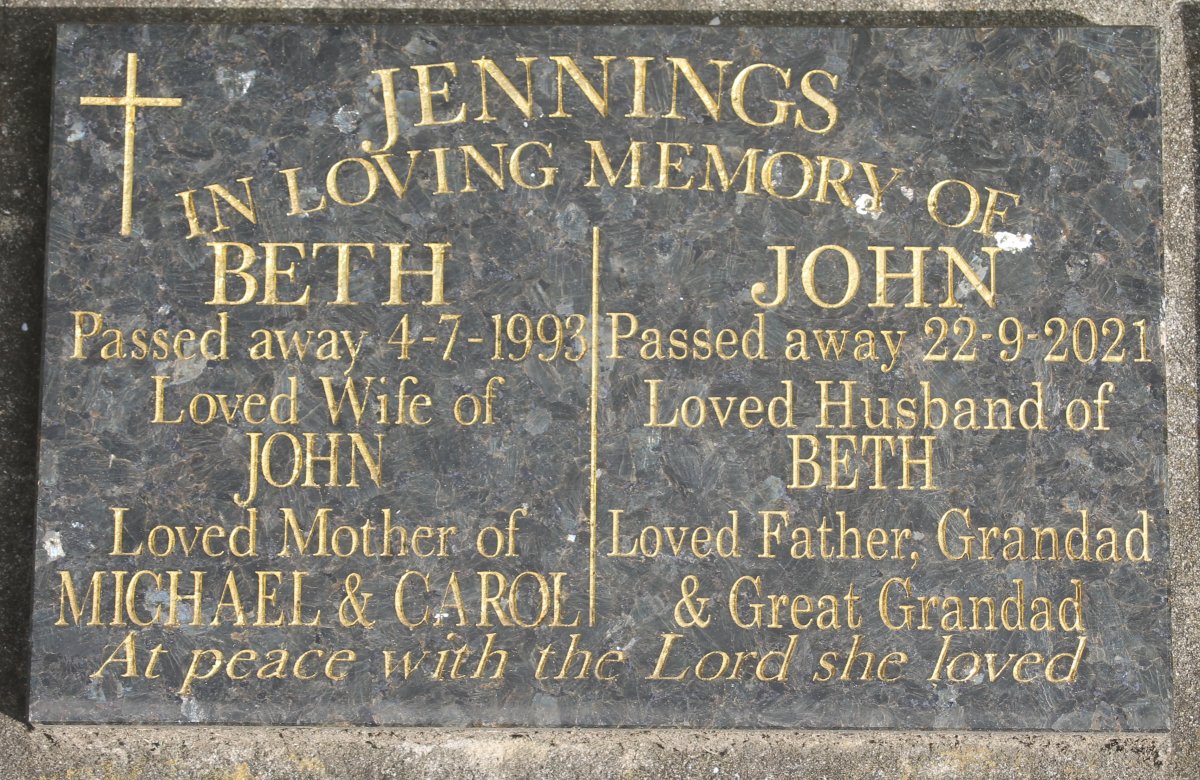 JENNINGS
IN LOVING MEMORY OF
BETH
Passed away 4-7-1993
Loved Wife of
JOHN
Loved Mother of
MICHAEL & CAROL
JOHN
Passed away 22-9-2021
Loved Husband of
BETH
Loved Father, Grandad
& Great Grandad
At peace with the Lord she loved